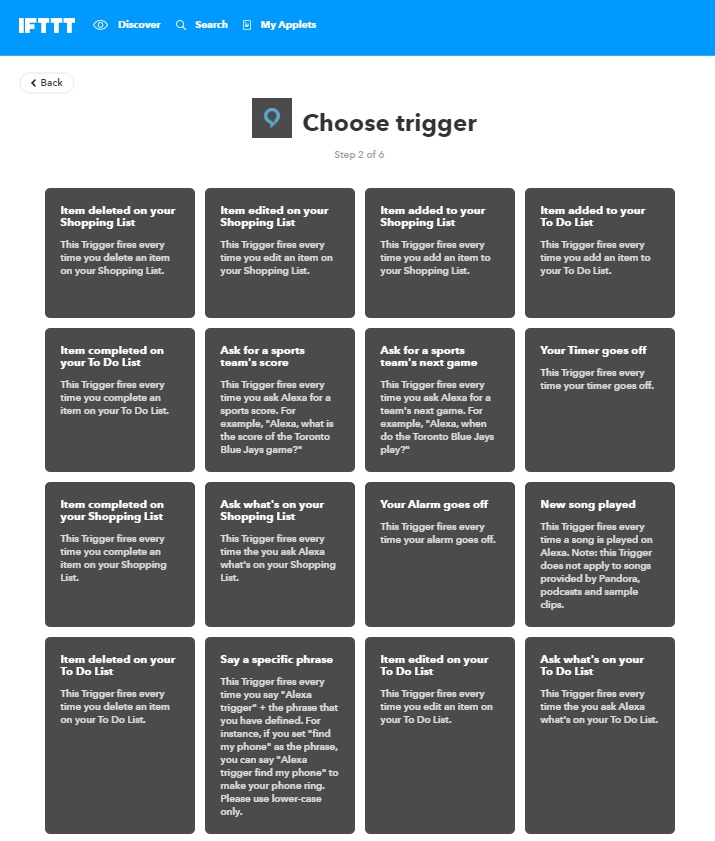 IFTTT Discover Search My Applets
Back
Choose trigger
Step 2 of 6
Item deleted on your
Shopping List
This Trigger fires every
time you delete an item
on your Shopping List.
Item edited on your
Shopping List
This Trigger fires every
time you edit an item on
your Shopping List.
Item added to your
Shopping List
This Trigger fires every
time you add an item to
your Shopping List.
Item added to your
To Do List
This Trigger fires every
time you add an item to
your To Do List.
Item completed on
your To Do List
This Trigger fires every
time you complete an
item on your To Do List.
Ask for a sports
team's score
This Trigger fires every
time you ask Alexa for a
sports score. For
example, "Alexa, what is
the score of the Toronto
Blue Jays game?"
Ask for a sports
team's next game
This Trigger fires every
time you ask Alexa for a
team's next game. For
example, "Alexa, when
do the Toronto Blue Jays
play?"
Your Timer goes off
This Trigger fires every
time your timer goes off.
Item completed on
your Shopping List
This Trigger fires every
time you complete an
item on your Shopping
List.
Ask what's on your
Shopping List
This Trigger fires every
time the you ask Alexa
what's on your Shopping
List.
Your Alarm goes off
This Trigger fires every
time your alarm goes off.
New song played
This Trigger fires every
time a song is played on
Alexa. Note: this Trigger
does not apply to songs
provided by Pandora,
podcasts and sample
clips.
Item deleted on your
To Do List
This Trigger fires every
time you delete an item
on your To Do List.
Say a specific phrase
This Trigger fires every
time you say "Alexa
trigger" + the phrase that
you have defined. For
instance, if you set "find
my phone" as the phrase,
you can say "Alexa
trigger find my phone" to
make your phone ring.
Please use lower-case
only.
Item edited on your
To Do List
This Trigger fires every
time you edit an item on
your To Do List.
Ask what's on your
To Do List
This Trigger fires every
time the you ask Alexa
what's on your To Do List.